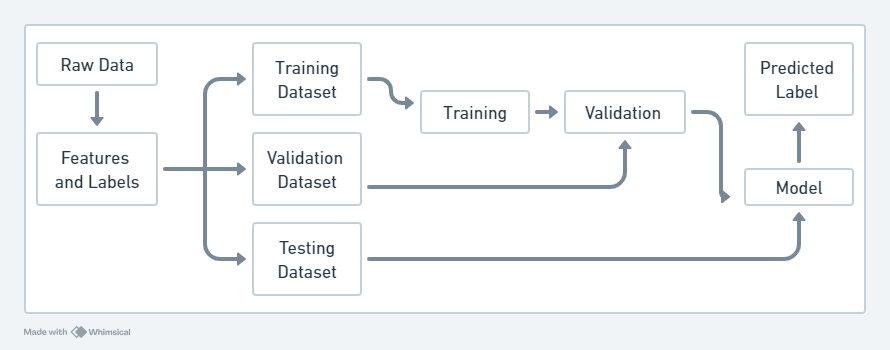 Raw Data
Features
and Labels
Training
Dataset
Validation
Dataset
Testing
Dataset
Training
Validation
Predicted
Label
Model
Made with Whimsical